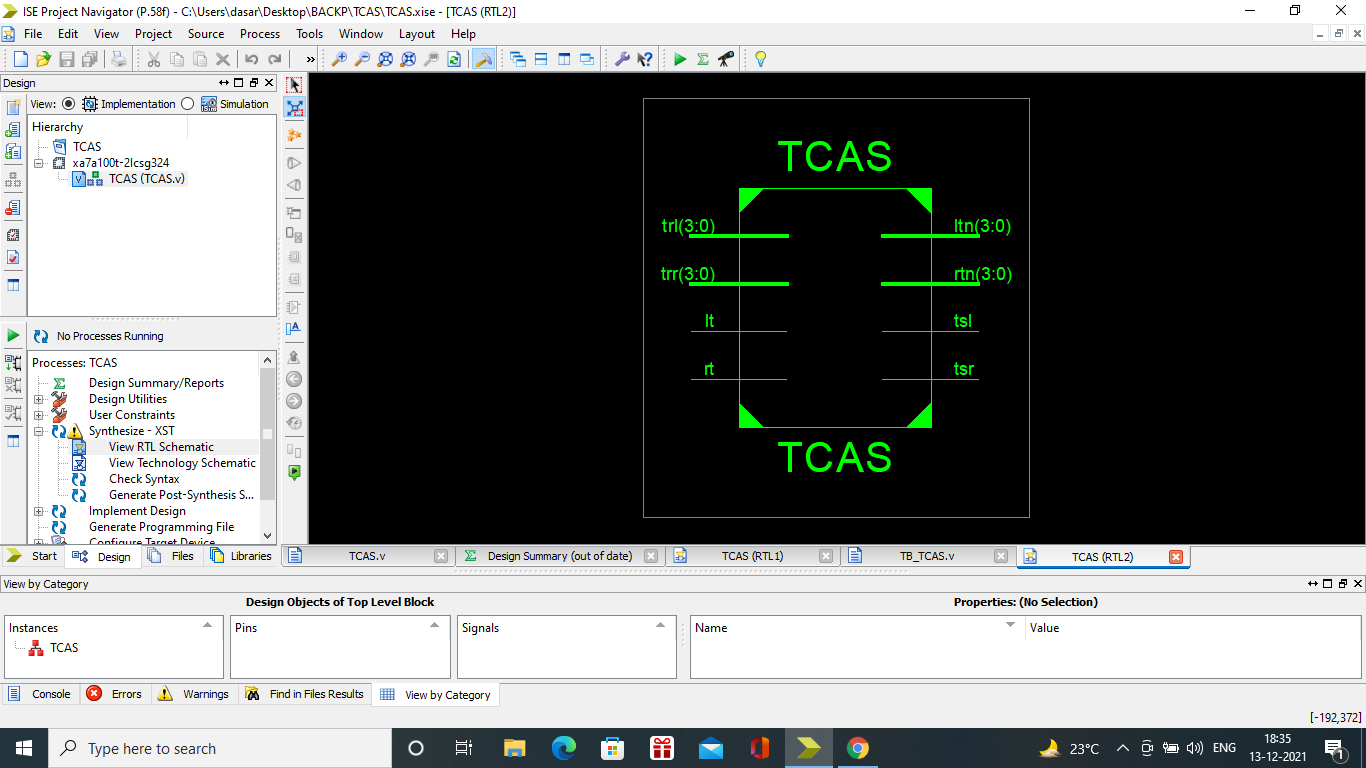 ISE Project Navigator (P.58f) - C:\Users\dasar\Desktop\BACKP\TCAS\TCAS.xise - [TCAS (RTL2)]
File Edit View Project Source Process Tools Window Layout Help
»
Design
View: Implementation Simulation
Hierarchy
TCAS
xa7a100t-2lcsg324
V TCAS (TCAS.v)
No Processes Running
Processes: TCAS
Design Summary/Reports
Design Utilities
User Constraints
Synthesize - XST
View RTL Schematic
View Technology Schematic
Check Syntax
Generate Post-Synthesis S...
Implement Design
Generate Programming File
Configure Target Device
Start Design Files Libraries
TCAS
trl(3:0) ltn(3:0)
trr(3:0) rtn(3:0)
lt tsl
rt tsr
TCAS
TCAS.v Design Summary (out of date) TCAS (RTL1) TB_TCAS.v TCAS (RTL2)
View by Category
Design Objects of Top Level Block Properties: (No Selection)
Instances Pins Signals Name Value
TCAS
Console Errors Warnings Find in Files Results View by Category
[-192,372]
Type here to search
23°C ENG 18:35
13-12-2021
1